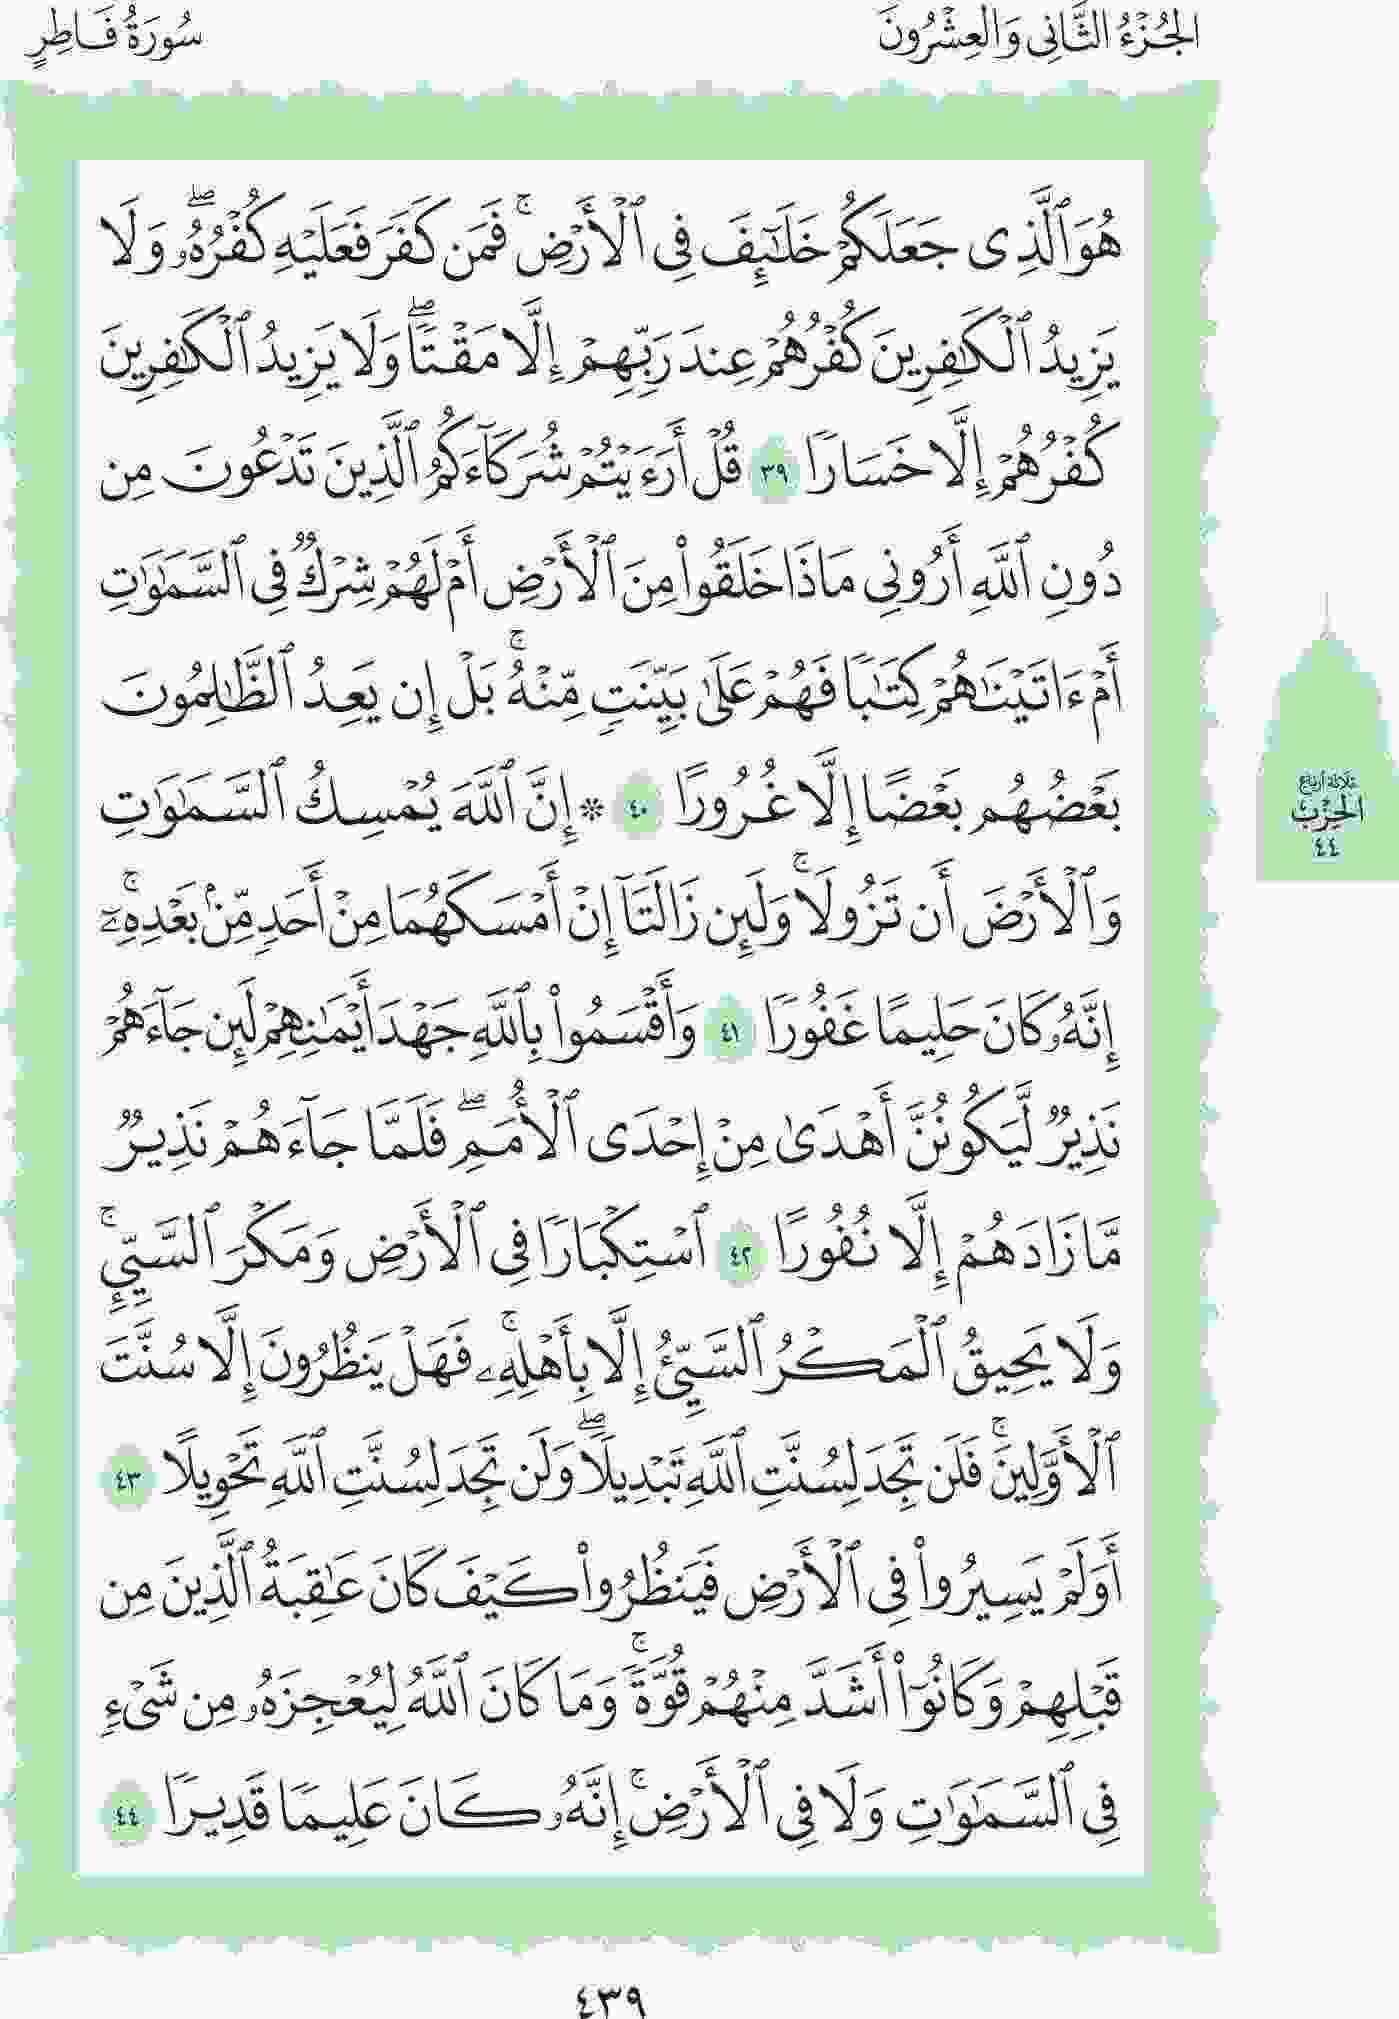 الجُزْءُ الثَّانِي وَالعِشْرُونَ
سُورَةُ فَاطِرٍ
هُوَ ٱلَّذِى جَعَلَكُمْ خَلَـٰٓئِفَ فِى ٱلْأَرْضِ ۚ فَمَن كَفَرَ فَعَلَيْهِ كُفْرُهُۥ ۖ وَلَا
يَزِيدُ ٱلْكَـٰفِرِينَ كُفْرُهُمْ عِندَ رَبِّهِمْ إِلَّا مَقْتًا ۖ وَلَا يَزِيدُ ٱلْكَـٰفِرِينَ
كُفْرُهُمْ إِلَّا خَسَارًا ٣٩ قُلْ أَرَءَيْتُمْ شُرَكَآءَكُمُ ٱلَّذِينَ تَدْعُونَ مِن
دُونِ ٱللَّهِ أَرُونِى مَاذَا خَلَقُوا۟ مِنَ ٱلْأَرْضِ أَمْ لَهُمْ شِرْكٌ فِى ٱلسَّمَـٰوَٰتِ
أَمْ ءَاتَيْنَـٰهُمْ كِتَـٰبًا فَهُمْ عَلَىٰ بَيِّنَتٍ مِّنْهُ ۚ بَلْ إِن يَعِدُ ٱلظَّـٰلِمُونَ
بَعْضُهُم بَعْضًا إِلَّا غُرُورًا ٤٠ ۞ إِنَّ ٱللَّهَ يُمْسِكُ ٱلسَّمَـٰوَٰتِ
وَٱلْأَرْضَ أَن تَزُولَا ۚ وَلَئِن زَالَتَآ إِنْ أَمْسَكَهُمَا مِنْ أَحَدٍ مِّنۢ بَعْدِهِۦٓ ۚ
إِنَّهُۥ كَانَ حَلِيمًا غَفُورًا ٤١ وَأَقْسَمُوا۟ بِٱللَّهِ جَهْدَ أَيْمَـٰنِهِمْ لَئِن جَآءَهُمْ
نَذِيرٌ لَّيَكُونُنَّ أَهْدَىٰ مِنْ إِحْدَى ٱلْأُمَمِ ۖ فَلَمَّا جَآءَهُمْ نَذِيرٌ
مَّا زَادَهُمْ إِلَّا نُفُورًا ٤٢ ٱسْتِكْبَارًا فِى ٱلْأَرْضِ وَمَكْرَ ٱلسَّيِّئِ ۚ
وَلَا يَحِيقُ ٱلْمَكْرُ ٱلسَّيِّئُ إِلَّا بِأَهْلِهِۦ ۚ فَهَلْ يَنظُرُونَ إِلَّا سُنَّتَ
ٱلْأَوَّلِينَ ۚ فَلَن تَجِدَ لِسُنَّتِ ٱللَّهِ تَبْدِيلًا ۖ وَلَن تَجِدَ لِسُنَّتِ ٱللَّهِ تَحْوِيلًا ٤٣
أَوَلَمْ يَسِيرُوا۟ فِى ٱلْأَرْضِ فَيَنظُرُوا۟ كَيْفَ كَانَ عَـٰقِبَةُ ٱلَّذِينَ مِن
قَبْلِهِمْ وَكَانُوٓا۟ أَشَدَّ مِنْهُمْ قُوَّةً ۚ وَمَا كَانَ ٱللَّهُ لِيُعْجِزَهُۥ مِن شَىْءٍ
فِى ٱلسَّمَـٰوَٰتِ وَلَا فِى ٱلْأَرْضِ ۚ إِنَّهُۥ كَانَ عَلِيمًا قَدِيرًا ٤٤
ثلاثة أرباع
الحِزْب
٤٤
٤٣٩